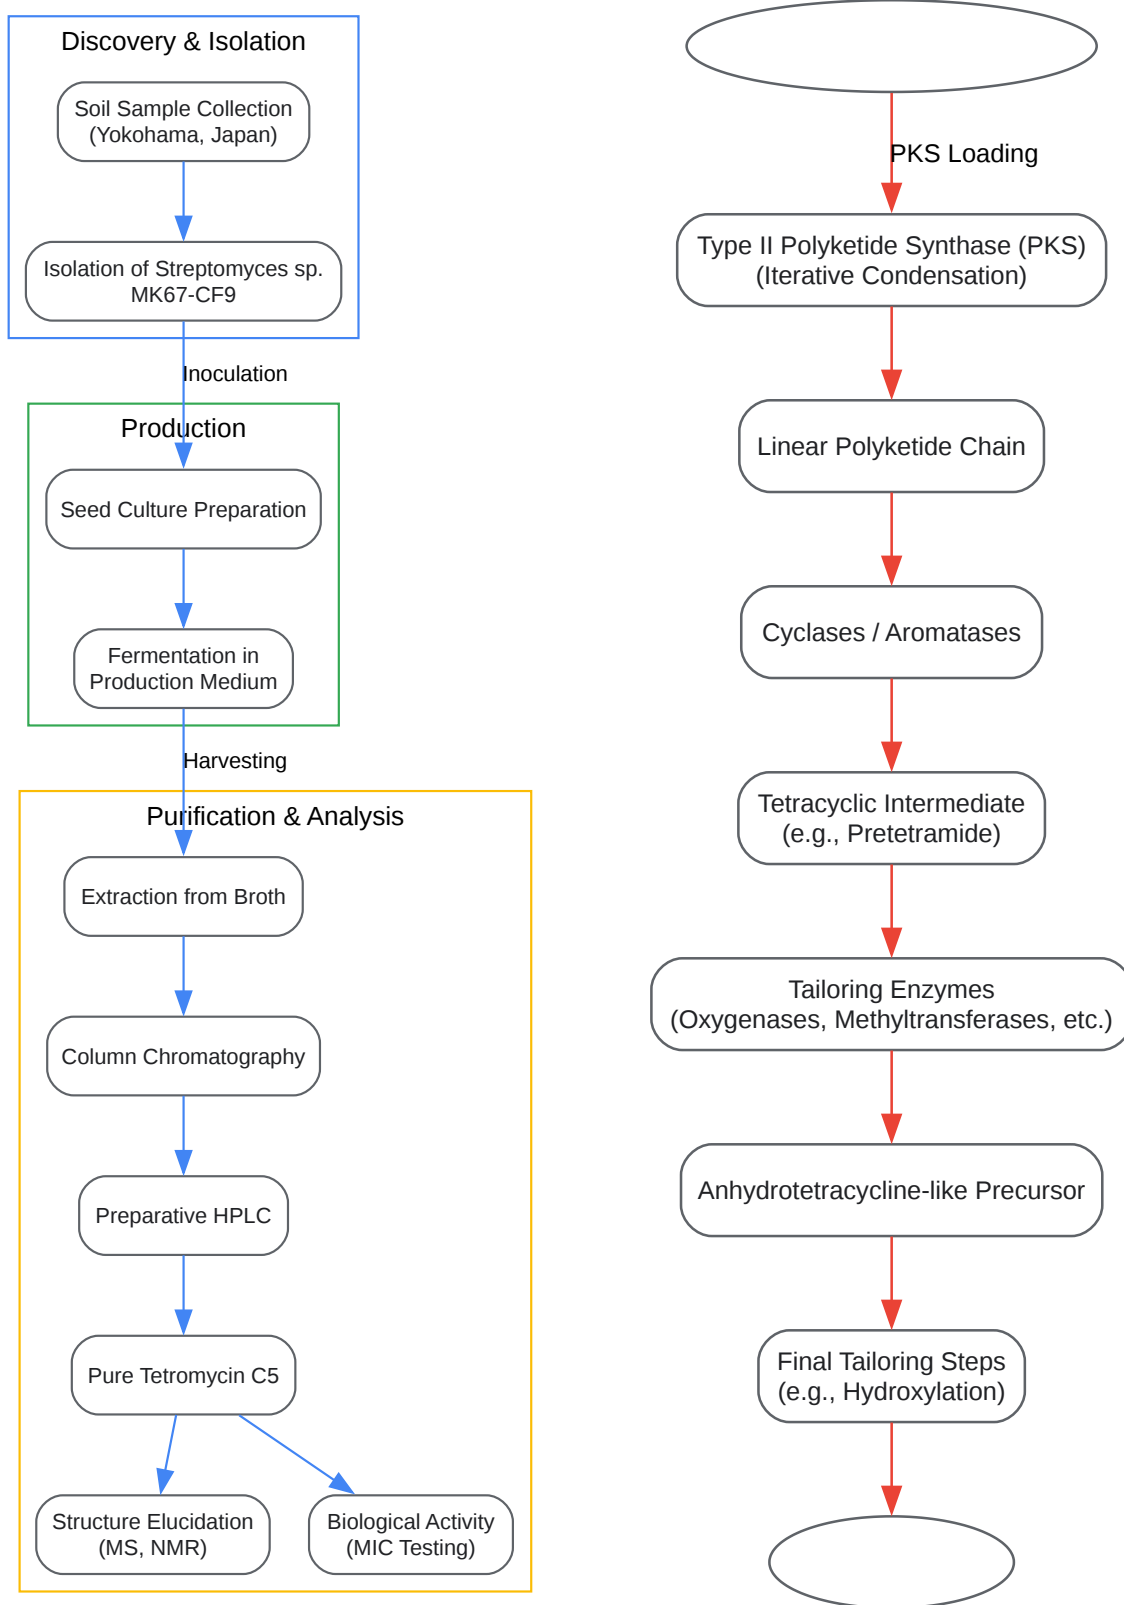 Discovery & Isolation
Soil Sample Collection
(Yokohama, Japan)
Isolation of Streptomyces sp.
MK67-CF9
Inoculation
Production
Seed Culture Preparation
Fermentation in
Production Medium
Harvesting
Purification & Analysis
Extraction from Broth
Column Chromatography
Preparative HPLC
Pure Tetromycin C5
Structure Elucidation
(MS, NMR)
Biological Activity
(MIC Testing)
PKS Loading
Type II Polyketide Synthase (PKS)
(Iterative Condensation)
Linear Polyketide Chain
Cyclases / Aromatases
Tetracyclic Intermediate
(e.g., Pretetramide)
Tailoring Enzymes
(Oxygenases, Methyltransferases, etc.)
Anhydrotetracycline-like Precursor
Final Tailoring Steps
(e.g., Hydroxylation)